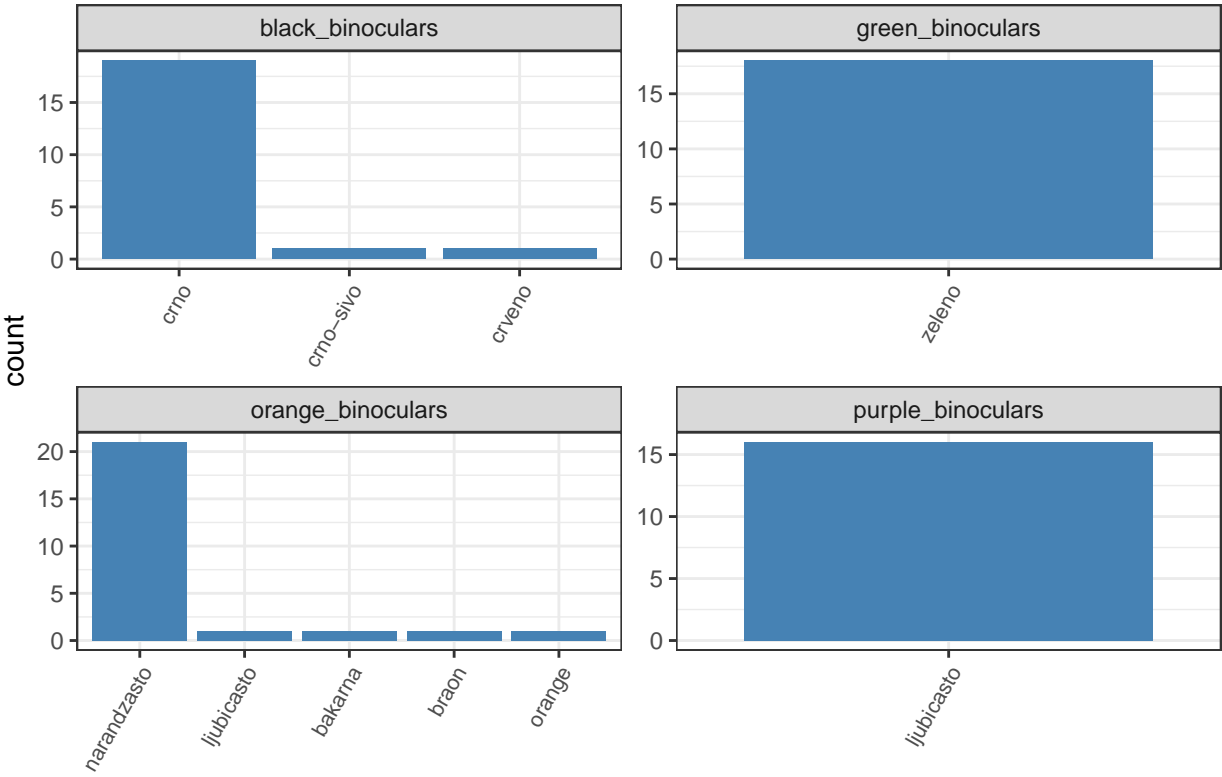 black_binoculars
green_binoculars
15
10
5
0
15
10
5
0
crno
crno−sivo
crveno
zeleno
count
orange_binoculars
purple_binoculars
20
15
10
5
0
15
10
5
0
narandzasto
ljubicasto
bakarna
braon
orange
ljubicasto